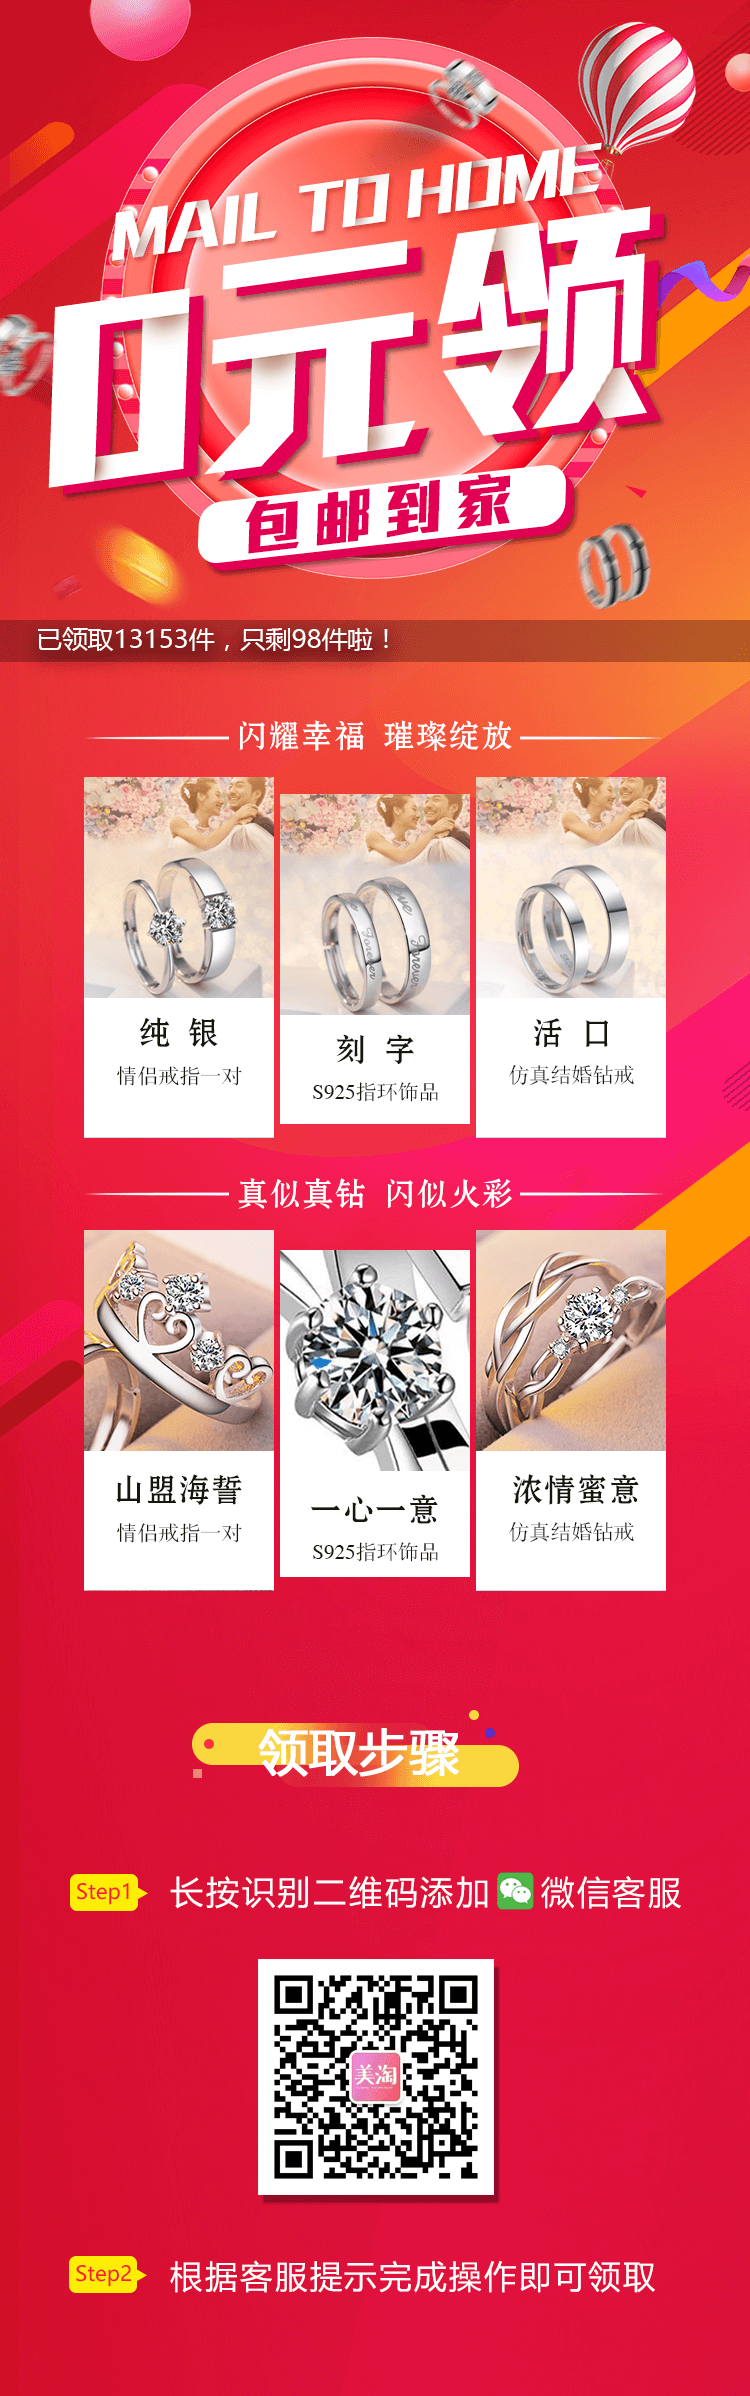 MAIL TO HOME
0元领
包邮到家
已领取13153件，只剩98件啦！
闪耀幸福 璀璨绽放
纯银
情侣戒指一对
Love
Forever
Love
Forever
刻字
S925指环饰品
活口
仿真结婚钻戒
真似真钻 闪似火彩
山盟海誓
情侣戒指一对
一心一意
S925指环饰品
浓情蜜意
仿真结婚钻戒
领取步骤
Step1 长按识别二维码添加 微信客服
美淘
Step2 根据客服提示完成操作即可领取